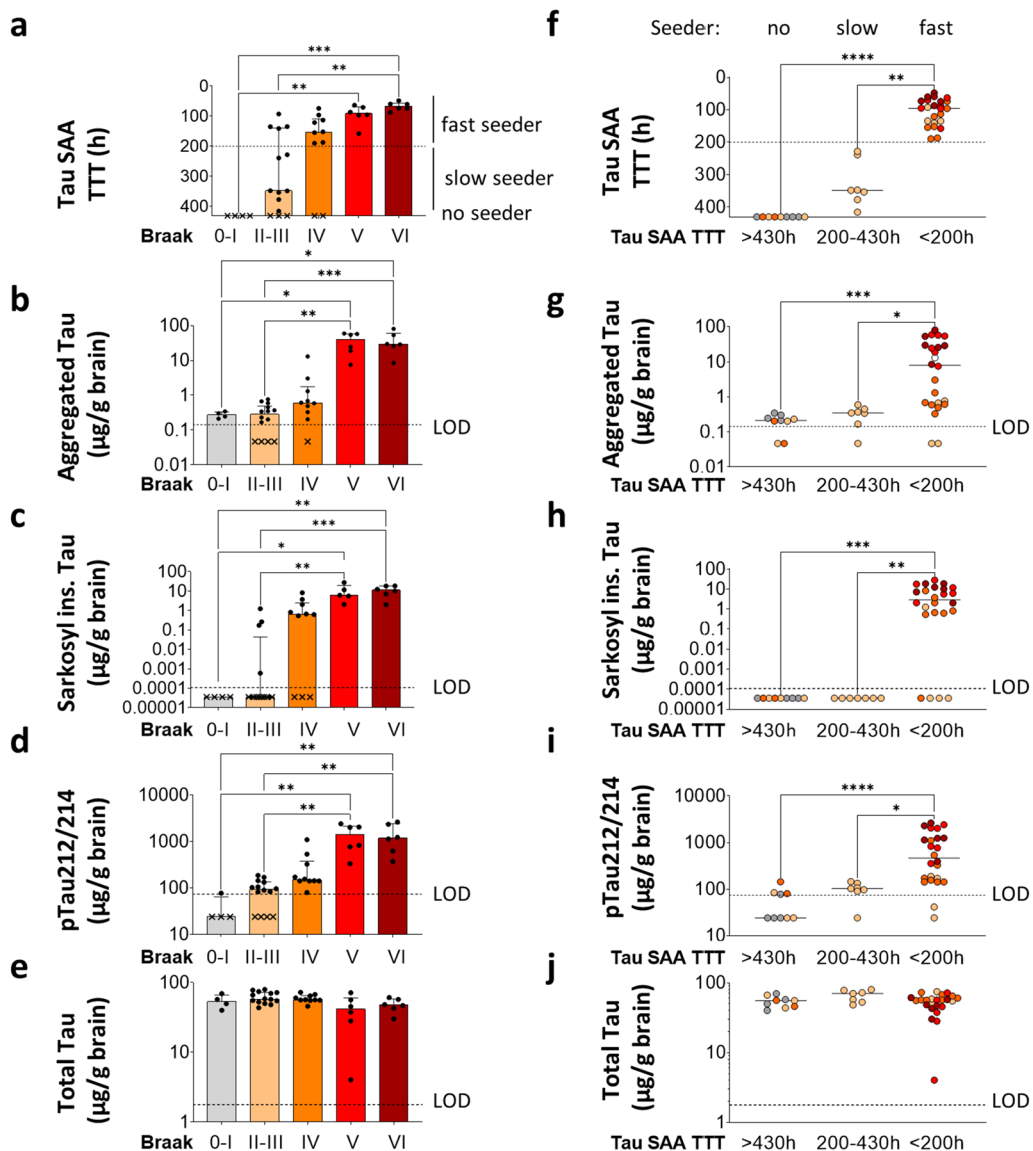 a
***
**
**
Tau SAA
TTT (h)
0
100
200
300
400
fast seeder
slow seeder
no seeder
××××
×××
××
Braak 0-I II-III IV V VI
b
*
***
*
**
Aggregated Tau
(µg/g brain)
100
10
1
0.1
0.01
LOD
××××
×
Braak 0-I II-III IV V VI
c
**
***
*
**
Sarkosyl ins. Tau
(µg/g brain)
100
10
1
0.1
0.01
0.001
0.0001
0.00001
LOD
××××
×××
Braak 0-I II-III IV V VI
d
**
**
**
**
pTau212/214
(µg/g brain)
10000
1000
100
10
LOD
×××
××××
Braak 0-I II-III IV V VI
e
Total Tau
(µg/g brain)
100
10
1
LOD
Braak 0-I II-III IV V VI
f
Seeder: no slow fast
****
**
Tau SAA
TTT (h)
0
100
200
300
400
Tau SAA TTT >430h 200-430h <200h
g
***
*
Aggregated Tau
(µg/g brain)
100
10
1
0.1
0.01
LOD
Tau SAA TTT >430h 200-430h <200h
h
***
**
Sarkosyl ins. Tau
(µg/g brain)
100
10
1
0.1
0.01
0.001
0.0001
0.00001
LOD
Tau SAA TTT >430h 200-430h <200h
i
****
*
pTau212/214
(µg/g brain)
10000
1000
100
10
LOD
Tau SAA TTT >430h 200-430h <200h
j
Total Tau
(µg/g brain)
100
10
1
LOD
Tau SAA TTT >430h 200-430h <200h